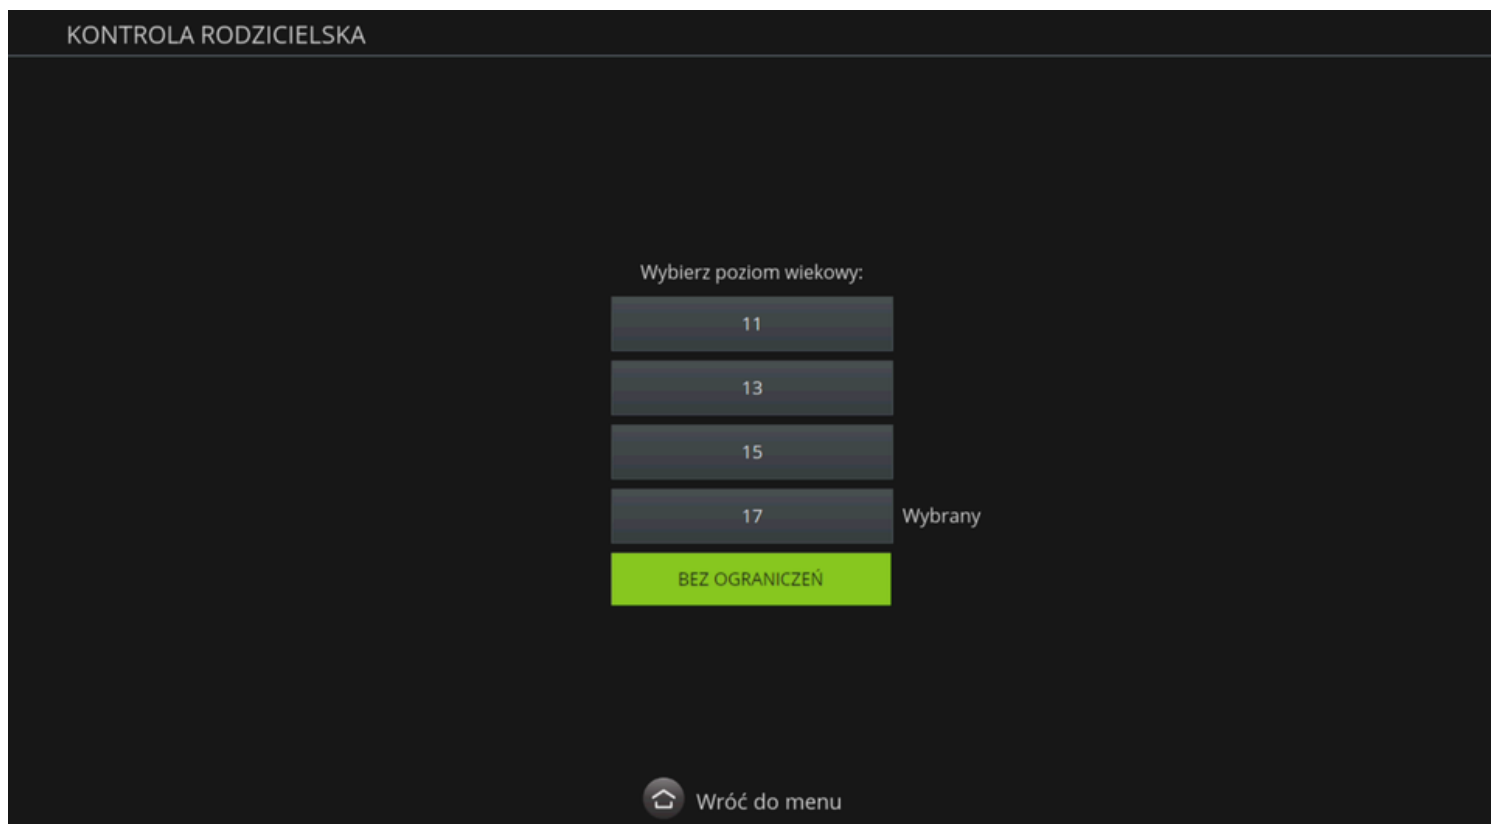 KONTROLA RODZICIELSKA
Wybierz poziom wiekowy:
11
13
15
17 Wybrany
BEZ OGRANICZEŃ
Wróć do menu